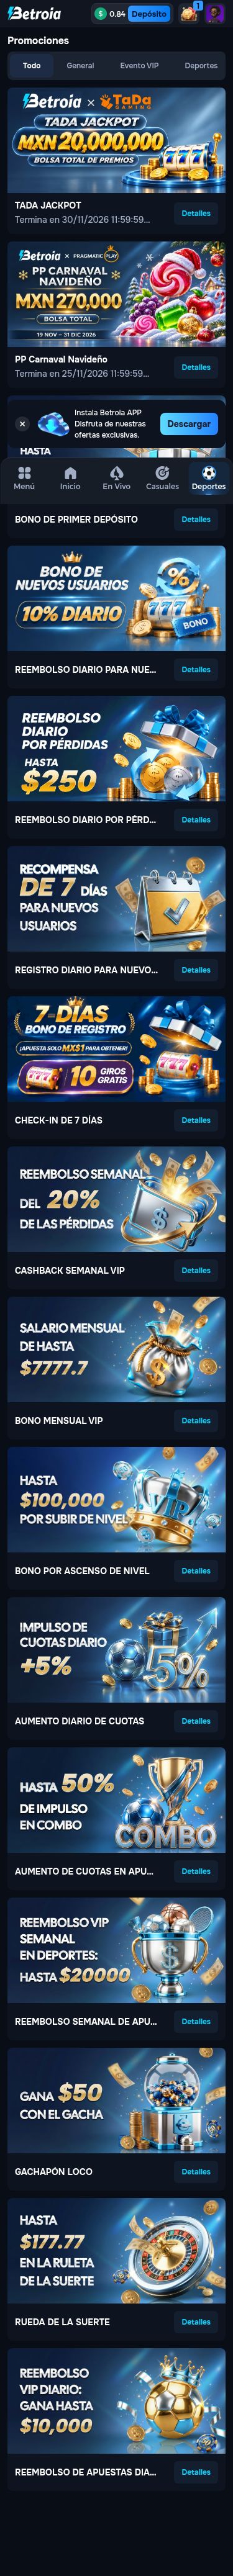 Betroia
$ 0.84 Depósito
1
Promociones
Todo General Evento VIP Deportes
Betroia × TaDa GAMING
MXN 20,000,000
BOLSA TOTAL DE PREMIOS
TADA JACKPOT
Termina en 30/11/2026 11:59:59...
Detalles
Betroia × PRAGMATIC PLAY
PP CARNAVAL
NAVIDEÑO
MXN 270,000
BOLSA TOTAL
19 NOV – 31 DIC 2026
PP Carnaval Navideño
Termina en 25/11/2026 11:59:59...
Detalles
Instala Betroia APP
Disfruta de nuestras
ofertas exclusivas.
Descargar
HASTA
Menú Inicio En Vivo Casuales Deportes
BONO DE PRIMER DEPÓSITO
Detalles
BONO DE
NUEVOS USUARIOS
10% DIARIO
%
BONO
REEMBOLSO DIARIO PARA NUE...
Detalles
REEMBOLSO
DIARIO
POR PÉRDIDAS
HASTA
$250
REEMBOLSO DIARIO POR PÉRD...
Detalles
RECOMPENSA
DE 7 DÍAS
PARA NUEVOS
USUARIOS
REGISTRO DIARIO PARA NUEVO...
Detalles
7 DÍAS
BONO DE REGISTRO
¡APUESTA SOLO MX$1 PARA OBTENER!
10 GIROS
GRATIS
CHECK-IN DE 7 DÍAS
Detalles
REEMBOLSO SEMANAL
DEL 20%
DE LAS PÉRDIDAS
CASHBACK SEMANAL VIP
Detalles
SALARIO MENSUAL
DE HASTA
$7777.7
BONO MENSUAL VIP
Detalles
HASTA
$100,000
POR SUBIR DE NIVEL
VIP
BONO POR ASCENSO DE NIVEL
Detalles
IMPULSO DE
CUOTAS DIARIO
+5%
5%
AUMENTO DIARIO DE CUOTAS
Detalles
HASTA 50%
DE IMPULSO
EN COMBO
COMBO
AUMENTO DE CUOTAS EN APU...
Detalles
REEMBOLSO VIP
SEMANAL
EN DEPORTES:
HASTA $20000
REEMBOLSO SEMANAL DE APU...
Detalles
GANA $50
CON EL GACHA
GACHAPÓN LOCO
Detalles
HASTA
$177.77
EN LA RULETA
DE LA SUERTE
RUEDA DE LA SUERTE
Detalles
REEMBOLSO
VIP DIARIO:
GANA HASTA
$10,000
REEMBOLSO DE APUESTAS DIA...
Detalles